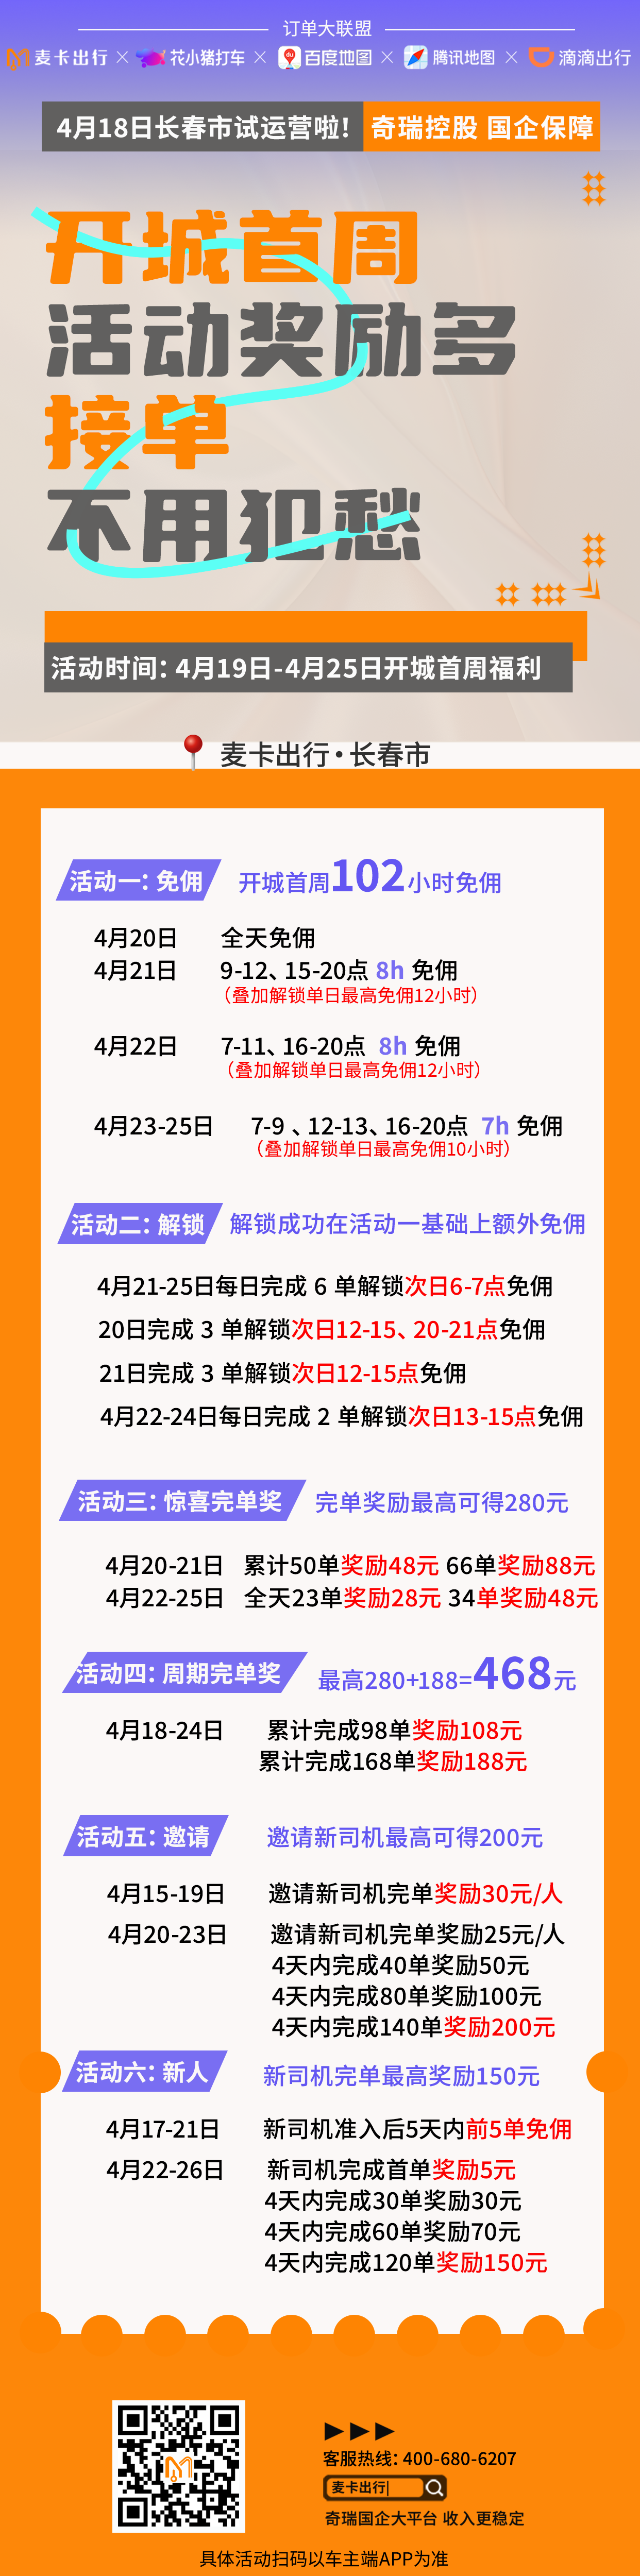 订单大联盟
麦卡出行 × 花小猪打车 × 百度地图 × 腾讯地图 × 滴滴出行
4月18日长春市试运营啦! 奇瑞控股 国企保障
开城首周
活动奖励多
接单
不用犯愁
活动时间: 4月19日-4月25日开城首周福利
麦卡出行·长春市
活动一: 免佣 开城首周102小时免佣
4月20日 全天免佣
4月21日 9-12、15-20点 8h 免佣
（叠加解锁单日最高免佣12小时）
4月22日 7-11、16-20点 8h 免佣
（叠加解锁单日最高免佣12小时）
4月23-25日 7-9 、12-13、16-20点 7h 免佣
（叠加解锁单日最高免佣10小时）
活动二: 解锁 解锁成功在活动一基础上额外免佣
4月21-25日每日完成 6 单解锁次日6-7点免佣
20日完成 3 单解锁次日12-15、20-21点免佣
21日完成 3 单解锁次日12-15点免佣
4月22-24日每日完成 2 单解锁次日13-15点免佣
活动三: 惊喜完单奖 完单奖励最高可得280元
4月20-21日 累计50单奖励48元 66单奖励88元
4月22-25日 全天23单奖励28元 34单奖励48元
活动四: 周期完单奖 最高280+188=468元
4月18-24日 累计完成98单奖励108元
累计完成168单奖励188元
活动五: 邀请 邀请新司机最高可得200元
4月15-19日 邀请新司机完单奖励30元/人
4月20-23日 邀请新司机完单奖励25元/人
4天内完成40单奖励50元
4天内完成80单奖励100元
4天内完成140单奖励200元
活动六: 新人 新司机完单最高奖励150元
4月17-21日 新司机准入后5天内前5单免佣
4月22-26日 新司机完成首单奖励5元
4天内完成30单奖励30元
4天内完成60单奖励70元
4天内完成120单奖励150元
客服热线: 400-680-6207
麦卡出行|
奇瑞国企大平台 收入更稳定
具体活动扫码以车主端APP为准